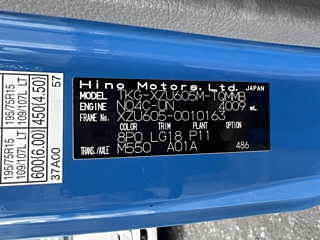 Hino Motors, Ltd. JAPAN
MODEL TKG-XZU605M-TQMMB
ENGINE N04C-UN 4009 mL
FRAME No. XZU605-0010163
COLOR TRIM PLANT
8P0 LG18 P11
TRANS/AXLE M550 A01A 486
195/75R15 109/107L LT
195/75R15 109/107L LT
600(6.00) 450(4.50)
37A00 57